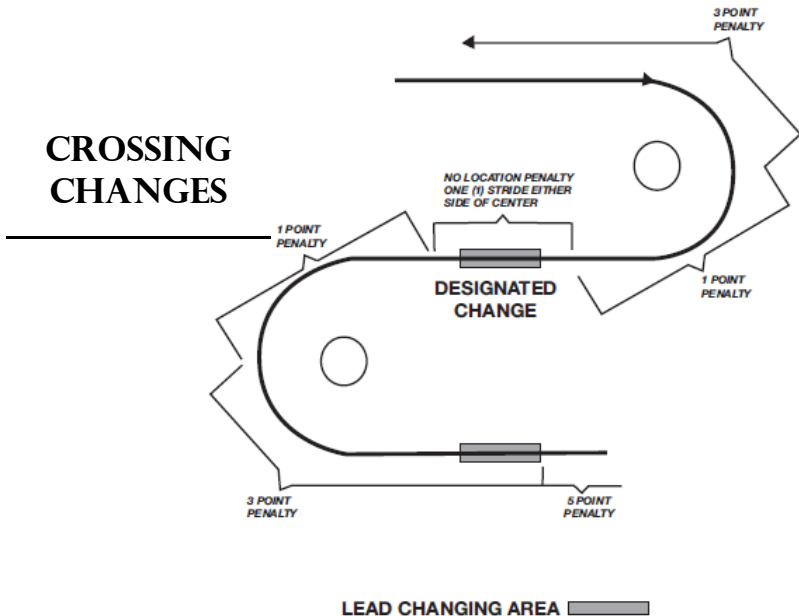 3 POINT
PENALTY
CROSSING
CHANGES
NO LOCATION PENALTY
ONE (1) STRIDE EITHER
SIDE OF CENTER
1 POINT
PENALTY
DESIGNATED
CHANGE
1 POINT
PENALTY
3 POINT
PENALTY
5 POINT
PENALTY
LEAD CHANGING AREA